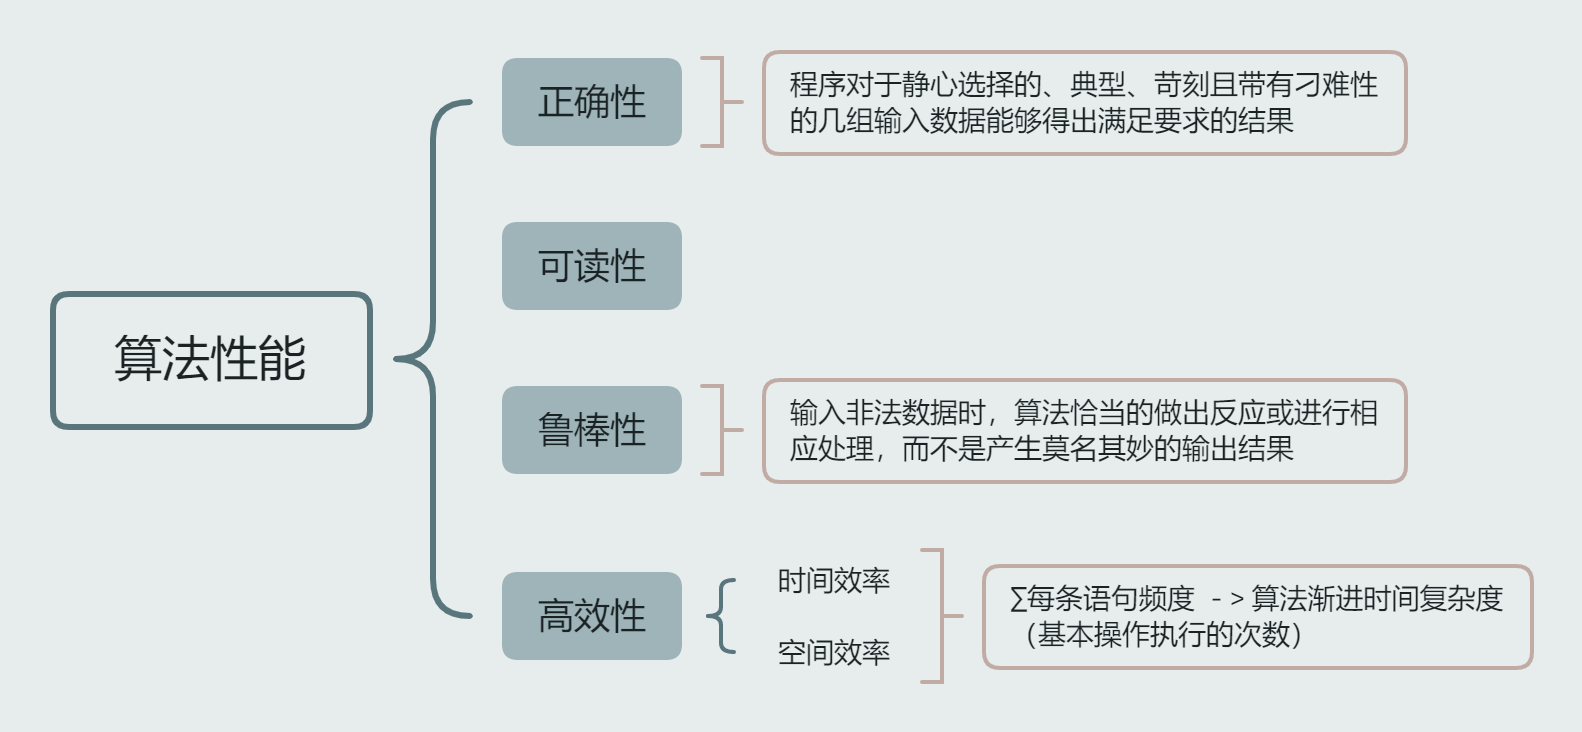 算法性能
正确性
程序对于静心选择的、典型、苛刻且带有刁难性
的几组输入数据能够得出满足要求的结果
可读性
鲁棒性
输入非法数据时，算法恰当的做出反应或进行相
应处理，而不是产生莫名其妙的输出结果
高效性
时间效率
空间效率
∑每条语句频度 - > 算法渐进时间复杂度
（基本操作执行的次数）